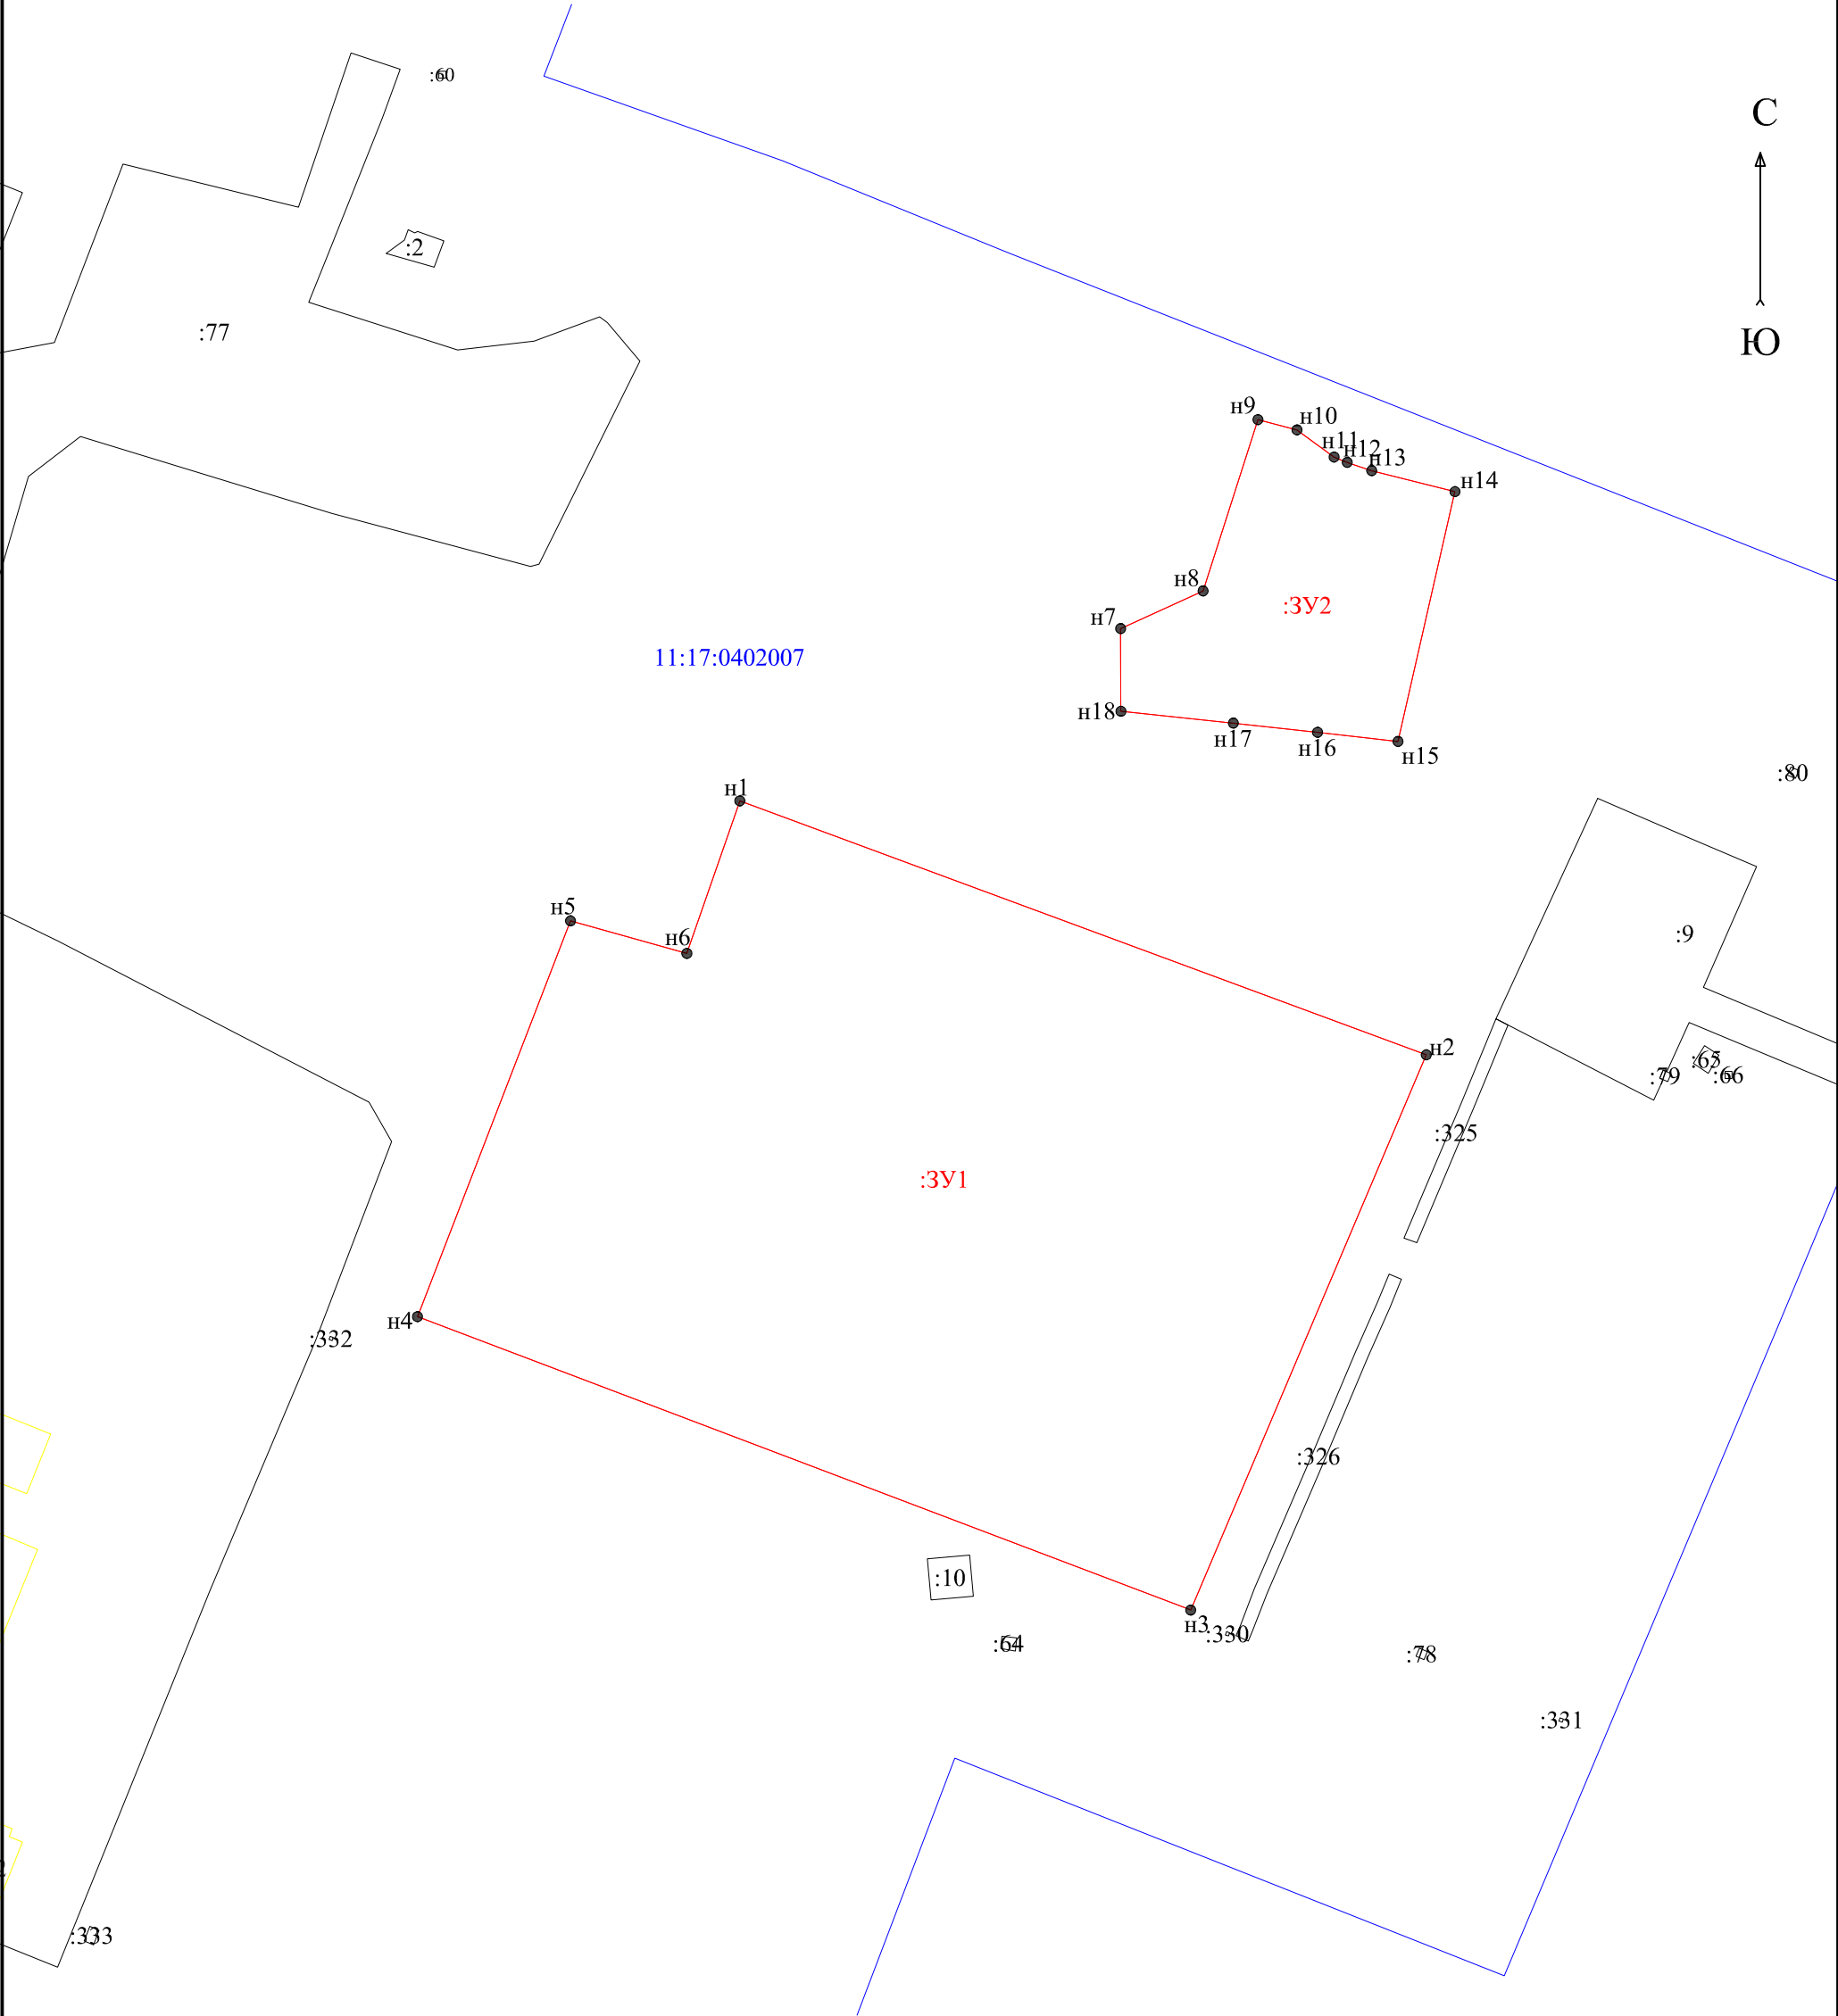 :60
С
:2
:77
Ю
н9
н10
н11
н12
н13
н14
н8
:ЗУ2
н7
11:17:0402007
н18
н17
н16
н15
:80
н1
н5
н6
:9
н2
:65
:79
:66
:325
:ЗУ1
н4
:332
:326
:10
н3
:330
:64
:78
:331
:333